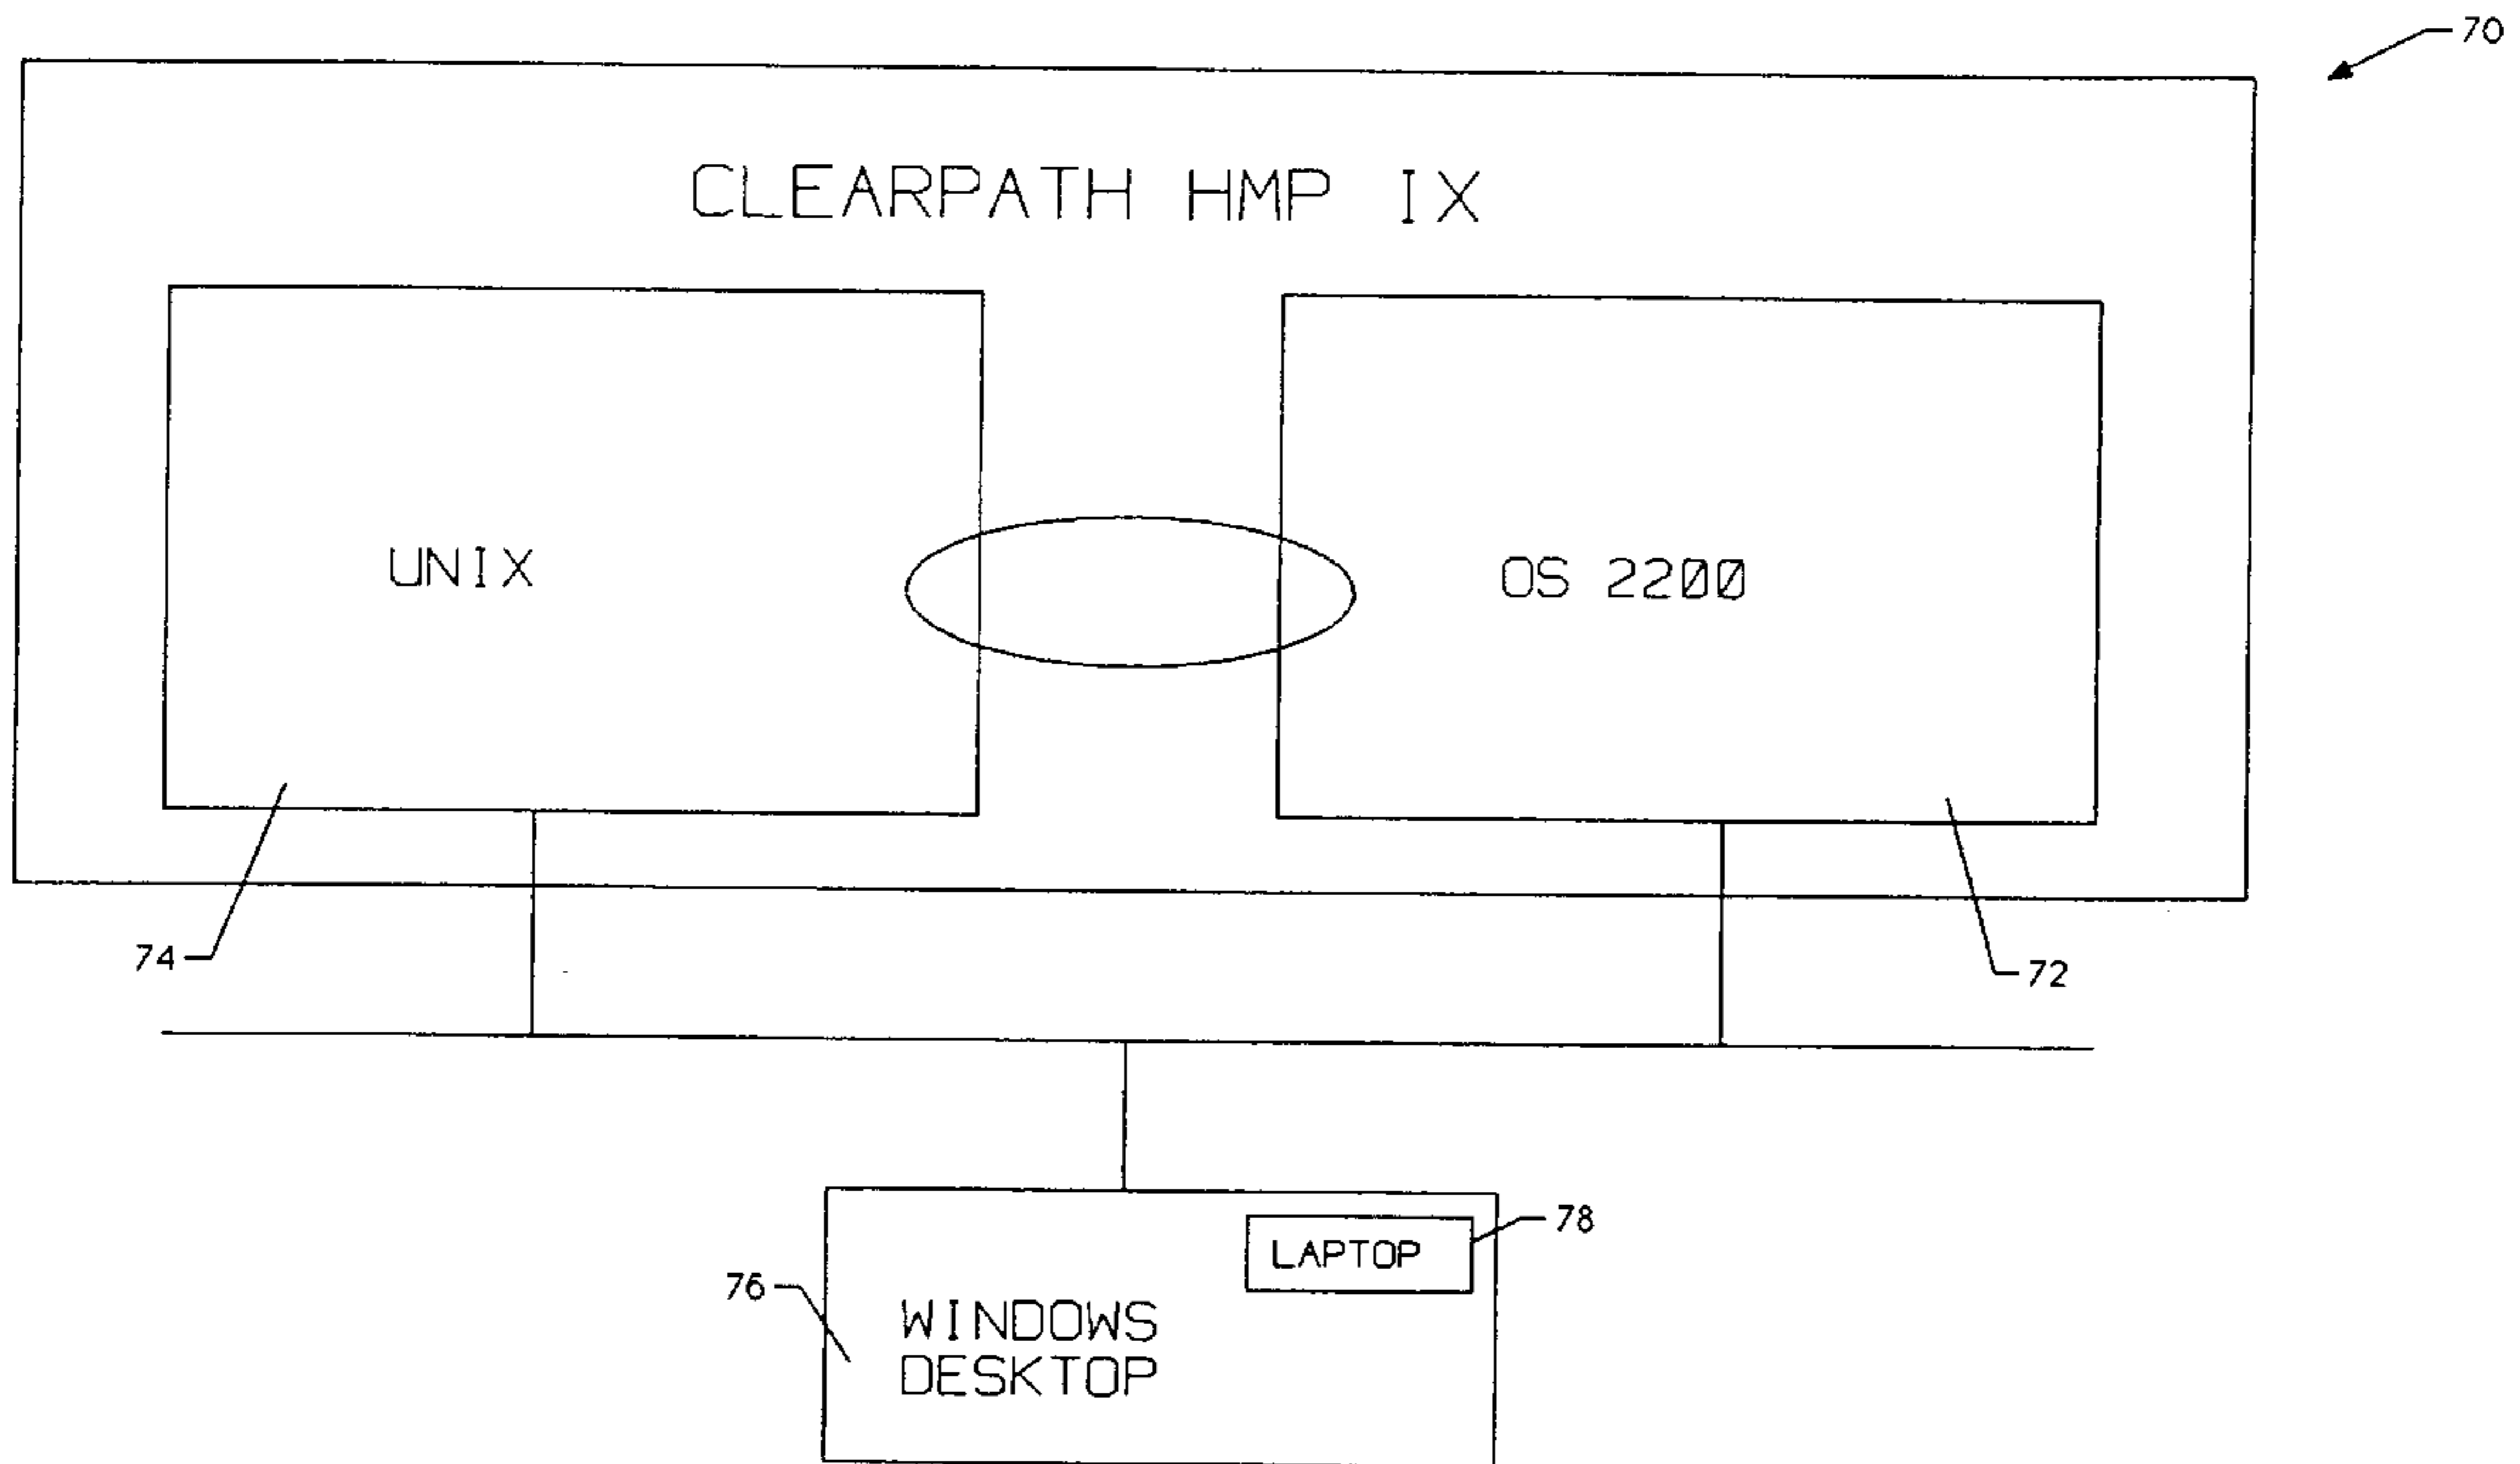 70
CLEARPATH HMP IX
UNIX
OS 2200
74
72
78
LAPTOP
76
WINDOWS
DESKTOP